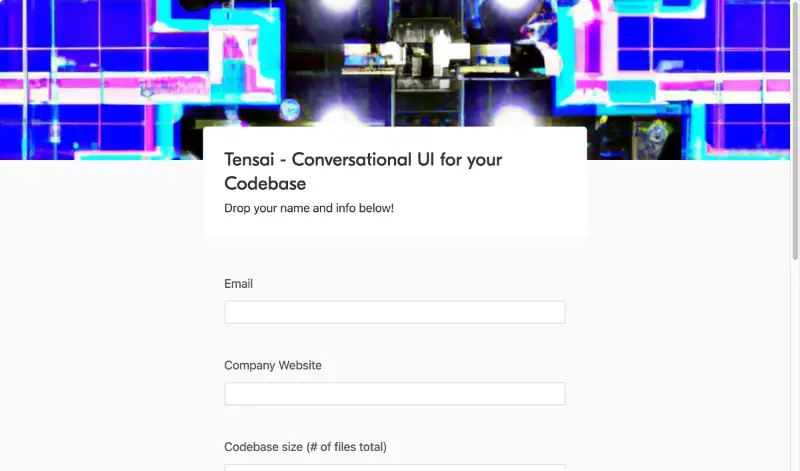 Tensai - Conversational UI for your
Codebase
Drop your name and info below!
Email
Company Website
Codebase size (# of files total)